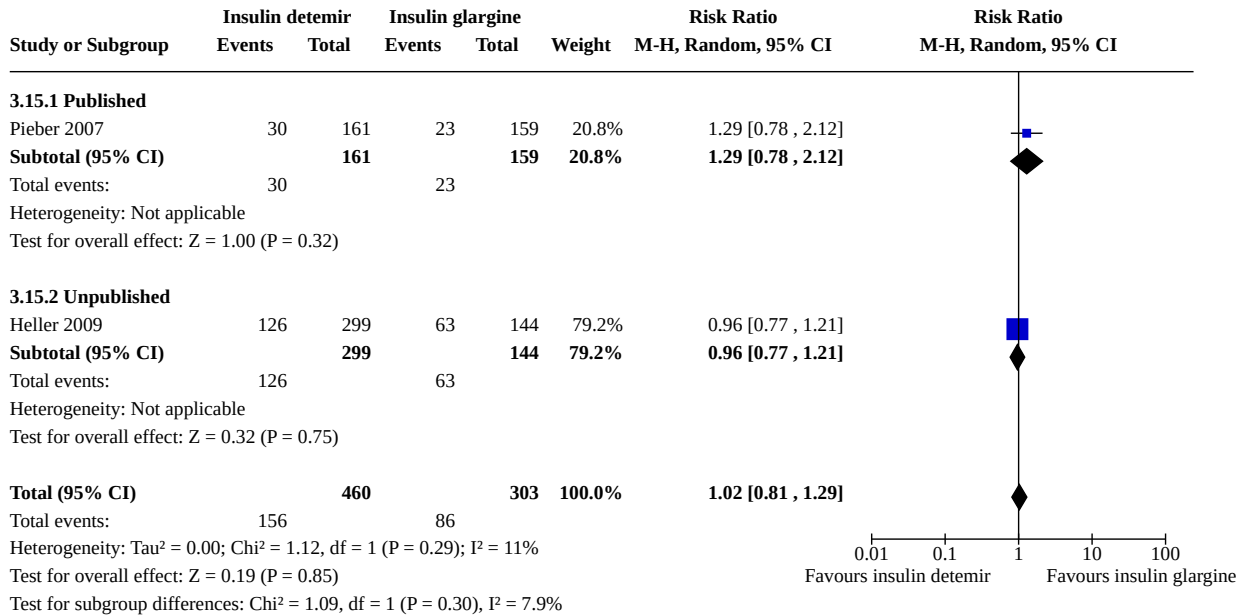 Insulin detemir Insulin glargine Risk Ratio Risk Ratio
Study or Subgroup Events Total Events Total Weight M-H, Random, 95% CI M-H, Random, 95% CI
3.15.1 Published
Pieber 2007 30 161 23 159 20.8% 1.29 [0.78 , 2.12]
Subtotal (95% CI) 161 159 20.8% 1.29 [0.78 , 2.12]
Total events: 30 23
Heterogeneity: Not applicable
Test for overall effect: Z = 1.00 (P = 0.32)
3.15.2 Unpublished
Heller 2009 126 299 63 144 79.2% 0.96 [0.77 , 1.21]
Subtotal (95% CI) 299 144 79.2% 0.96 [0.77 , 1.21]
Total events: 126 63
Heterogeneity: Not applicable
Test for overall effect: Z = 0.32 (P = 0.75)
Total (95% CI) 460 303 100.0% 1.02 [0.81 , 1.29]
Total events: 156 86
Heterogeneity: Tau² = 0.00; Chi² = 1.12, df = 1 (P = 0.29); I² = 11%
0.01 0.1 1 10 100
Test for overall effect: Z = 0.19 (P = 0.85) Favours insulin detemir Favours insulin glargine
Test for subgroup differences: Chi² = 1.09, df = 1 (P = 0.30), I² = 7.9%